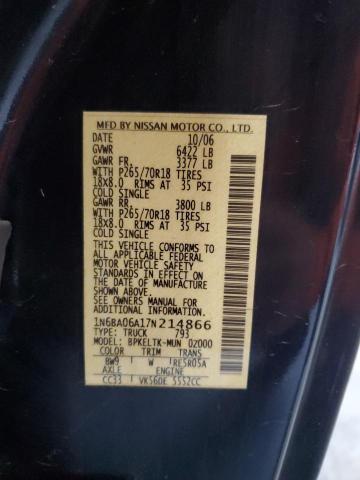 MFD BY NISSAN MOTOR CO., LTD.
DATE 10/06
GVWR 6422 LB
GAWR FR. 3377 LB
WITH P265/70R18 TIRES
18x8.0 RIMS AT 35 PSI
COLD SINGLE
GAWR RR 3800 LB
WITH P265/70R18 TIRES
18x8.0 RIMS AT 35 PSI
COLD SINGLE
THIS VEHICLE CONFORMS TO
ALL APPLICABLE FEDERAL
MOTOR VEHICLE SAFETY
STANDARDS IN EFFECT ON
THE DATE OF MANUFACTURE
SHOWN ABOVE.
SEE OWNERS MANUAL FOR
ADDITIONAL INFORMATION
1N6BA06A17N214866
TYPE: TRUCK 793
MODEL: BPKELTK-MUN 02000
COLOR TRIM TRANS
BW9 W RE5R05A
AXLE ENGINE
CC33 VK56DE 5552CC